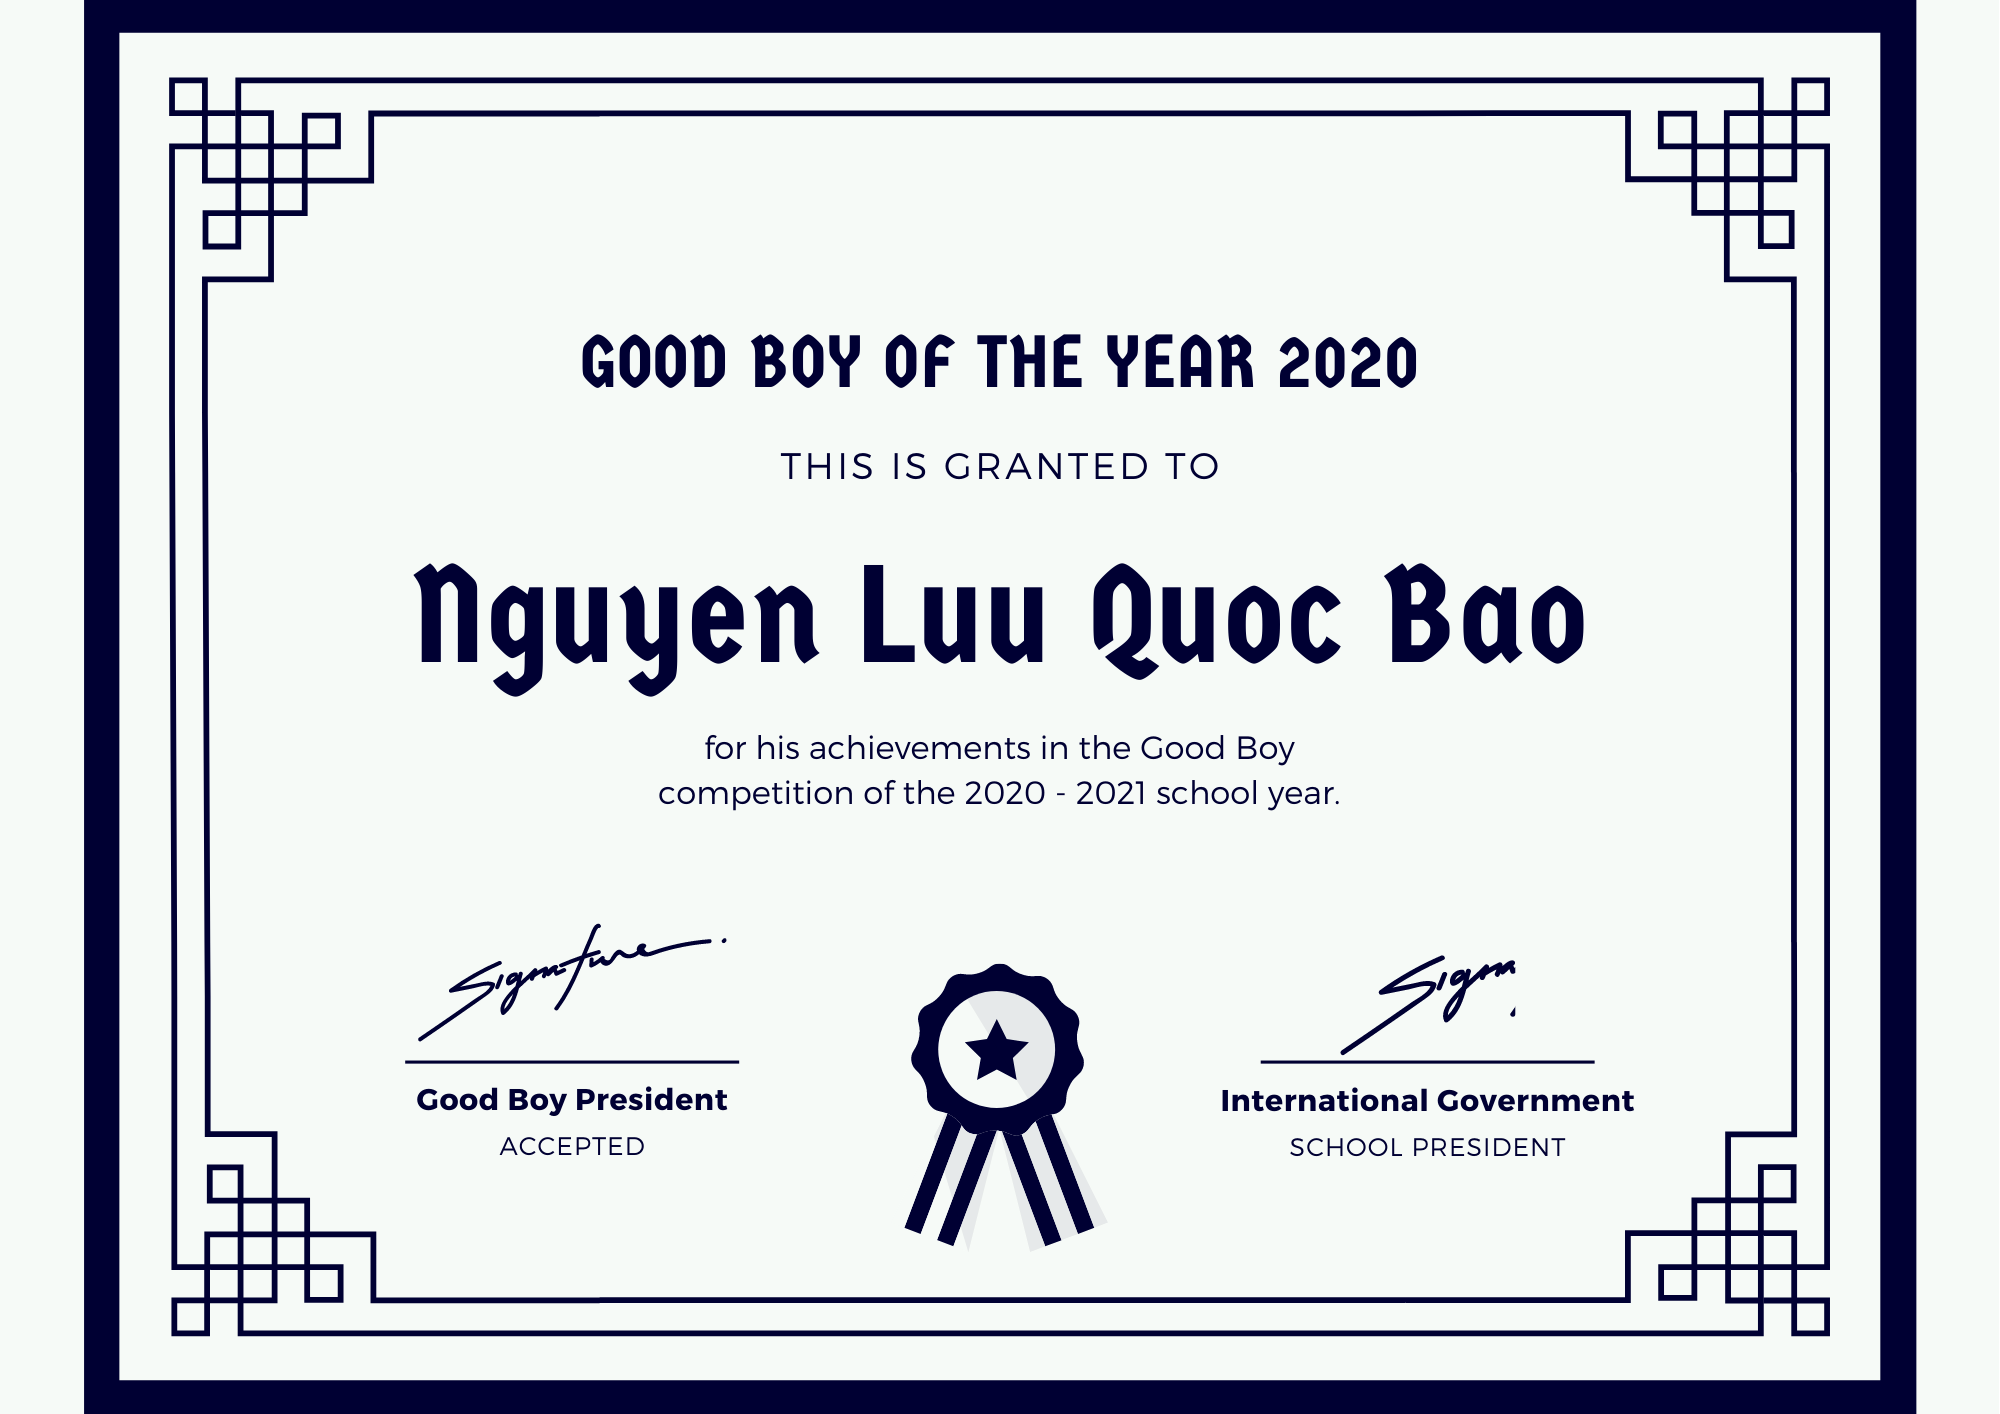 GOOD BOY OF THE YEAR 2020
THIS IS GRANTED TO
Nguyen Luu Quoc Bao
for his achievements in the Good Boy
competition of the 2020 - 2021 school year.
Signature
Signa
Good Boy President
International Government
ACCEPTED
SCHOOL PRESIDENT